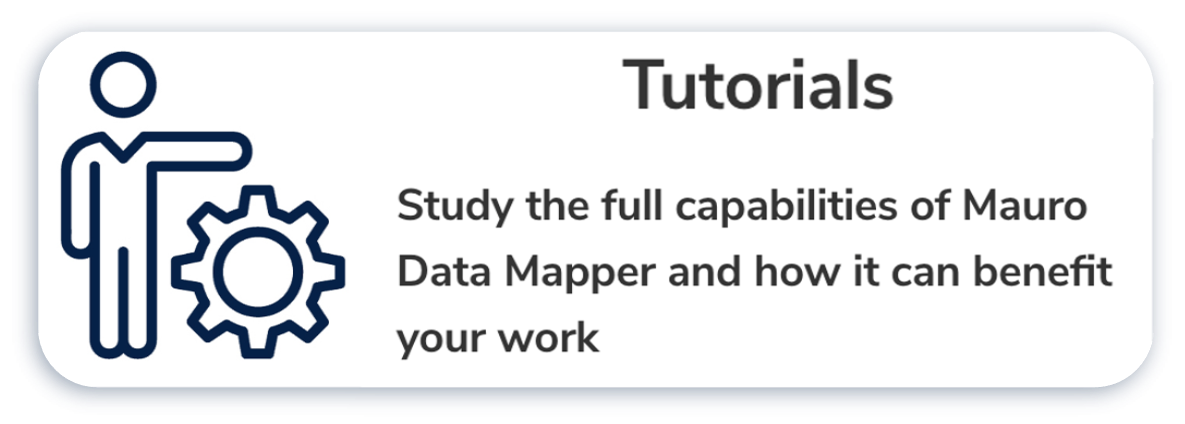 Tutorials
Study the full capabilities of Mauro
Data Mapper and how it can benefit
your work